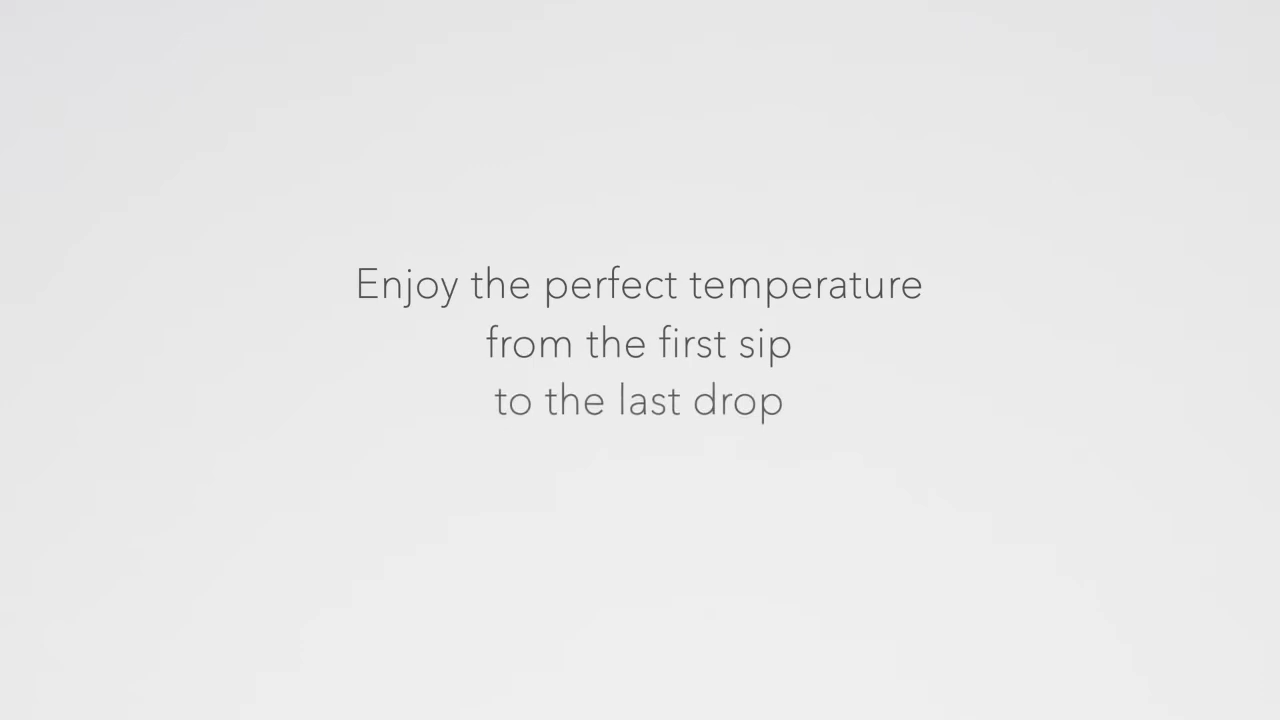 Enjoy the perfect temperature
from the first sip
to the last drop